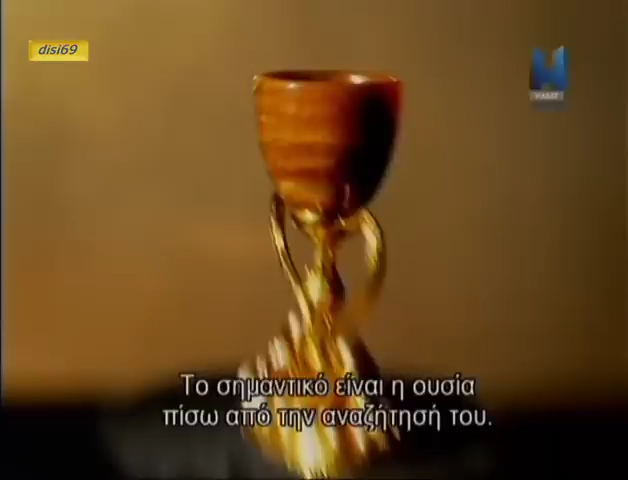 disi69
Το σημαντικό είναι η ουσία
πίσω από την αναζήτησή του.